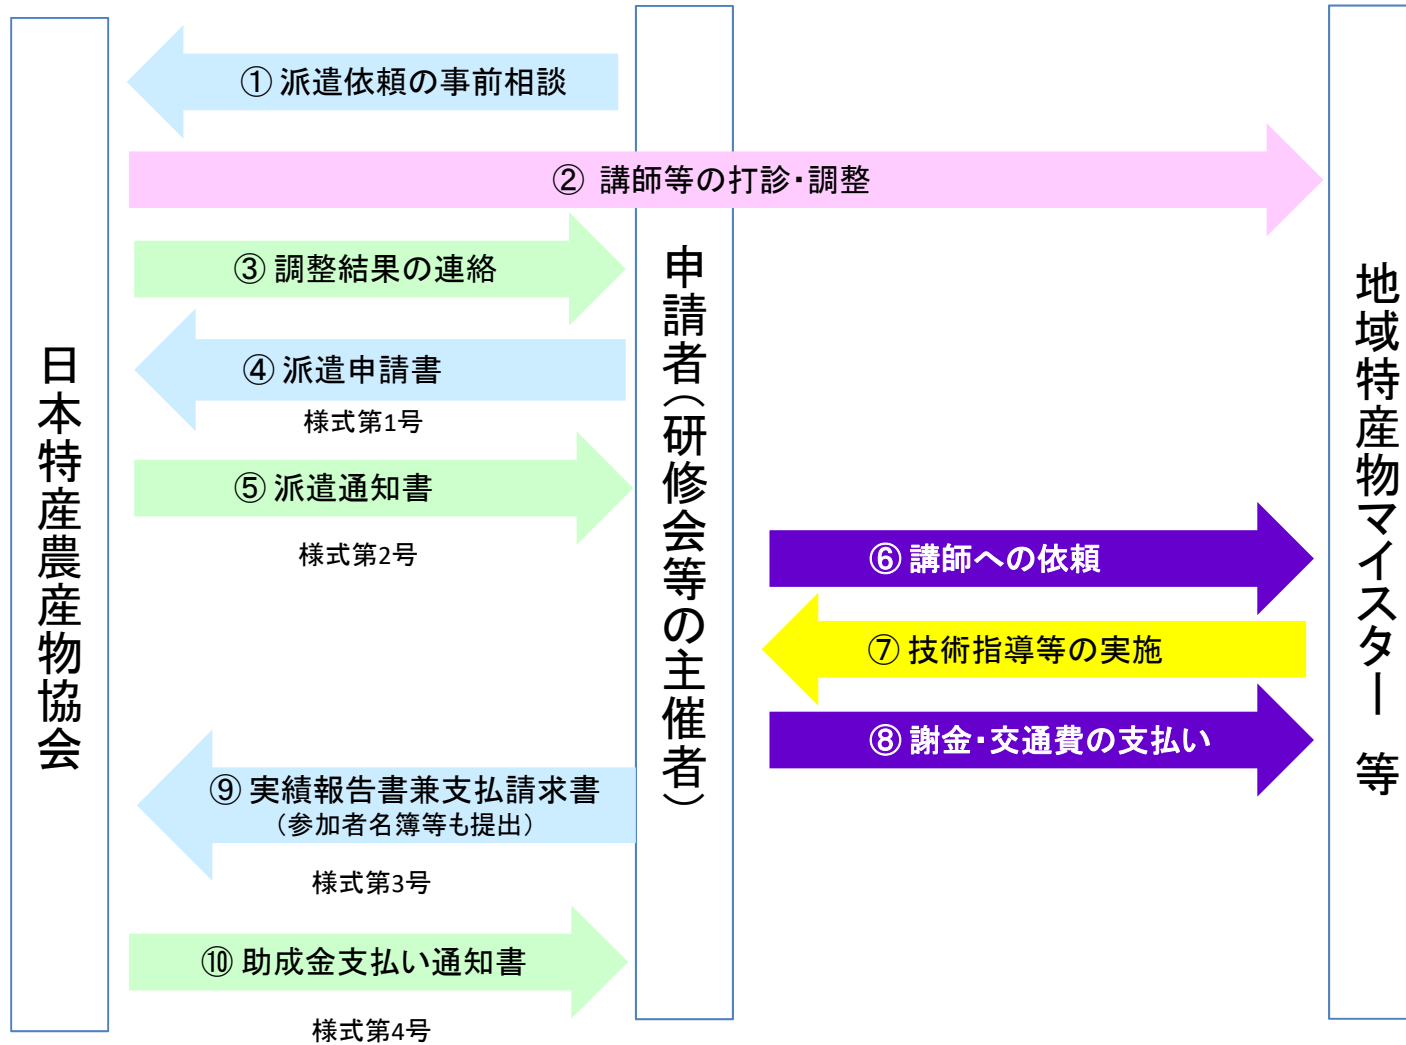 ① 派遣依頼の事前相談
② 講師等の打診・調整
③ 調整結果の連絡
④ 派遣申請書
様式第1号
⑤ 派遣通知書
様式第2号
⑥ 講師への依頼
⑦ 技術指導等の実施
⑧ 謝金・交通費の支払い
⑨ 実績報告書兼支払請求書
（参加者名簿等も提出）
様式第3号
⑩ 助成金支払い通知書
様式第4号
日本特産農産物協会
申請者（研修会等の主催者）
地域特産物マイスター 等